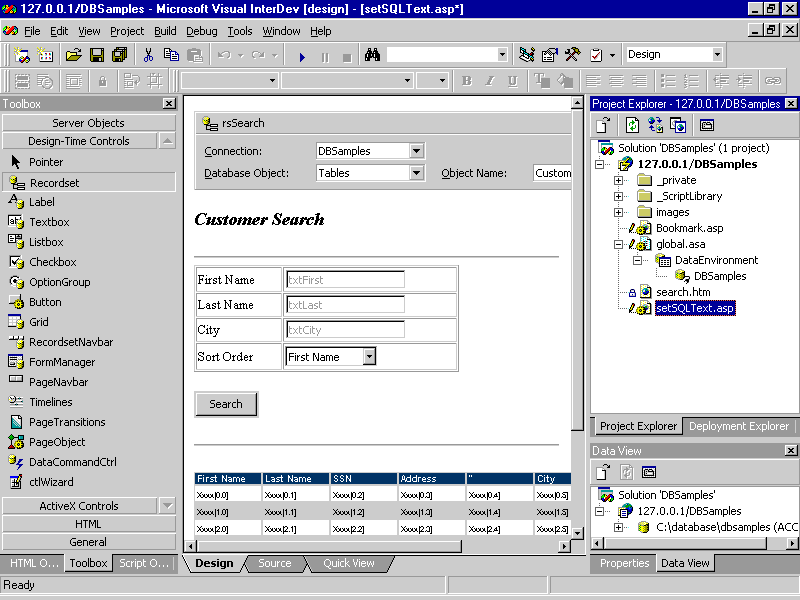 127.0.0.1/DBSamples - Microsoft Visual InterDev [design] - [setSQLText.asp*]
File Edit View Project Build Debug Tools Window Help
Design
Toolbox
Server Objects
Design-Time Controls
Pointer
Recordset
Label
Textbox
Listbox
Checkbox
OptionGroup
Button
Grid
RecordsetNavbar
FormManager
PageNavbar
Timelines
PageTransitions
PageObject
DataCommandCtrl
ctlWizard
ActiveX Controls
HTML
General
HTML O... Toolbox Script O...
rsSearch
Connection: DBSamples
Database Object: Tables Object Name: Custom
Customer Search
First Name txtFirst
Last Name txtLast
City txtCity
Sort Order First Name
Search
First Name Last Name SSN Address " City
Xxxx[0.0] Xxxx[0.1] Xxxx[0.2] Xxxx[0.3] Xxxx[0.4] Xxxx[0.5]
Xxxx[1.0] Xxxx[1.1] Xxxx[1.2] Xxxx[1.3] Xxxx[1.4] Xxxx[1.5]
Xxxx[2.0] Xxxx[2.1] Xxxx[2.2] Xxxx[2.3] Xxxx[2.4] Xxxx[2.5]
Design Source Quick View
Project Explorer - 127.0.0.1/DBSamples
Solution 'DBSamples' (1 project)
127.0.0.1/DBSamples
_private
_ScriptLibrary
images
Bookmark.asp
global.asa
DataEnvironment
DBSamples
search.htm
setSQLText.asp
Project Explorer Deployment Explorer
Data View
Solution 'DBSamples'
127.0.0.1/DBSamples
C:\database\dbsamples (ACC
Properties Data View
Ready